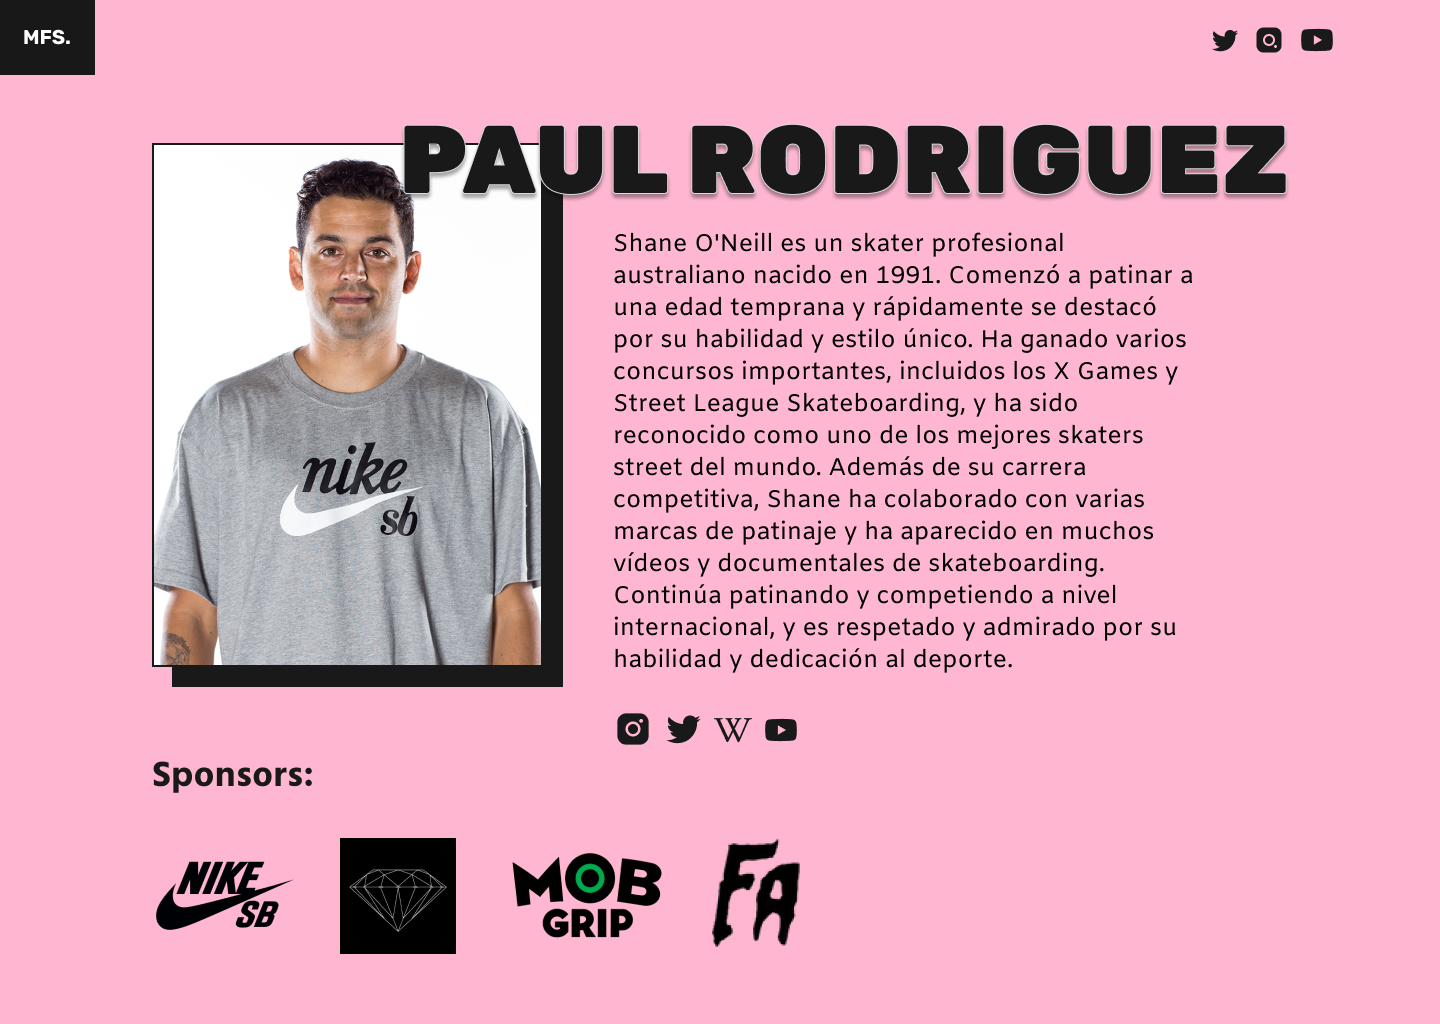 MFS.
PAUL RODRIGUEZ
Shane O'Neill es un skater profesional
australiano nacido en 1991. Comenzó a patinar a
una edad temprana y rápidamente se destacó
por su habilidad y estilo único. Ha ganado varios
concursos importantes, incluidos los X Games y
Street League Skateboarding, y ha sido
reconocido como uno de los mejores skaters
street del mundo. Además de su carrera
competitiva, Shane ha colaborado con varias
marcas de patinaje y ha aparecido en muchos
vídeos y documentales de skateboarding.
Continúa patinando y competiendo a nivel
internacional, y es respetado y admirado por su
habilidad y dedicación al deporte.
nike
sb
W
Sponsors:
NIKE
SB
MOB
GRIP
FA